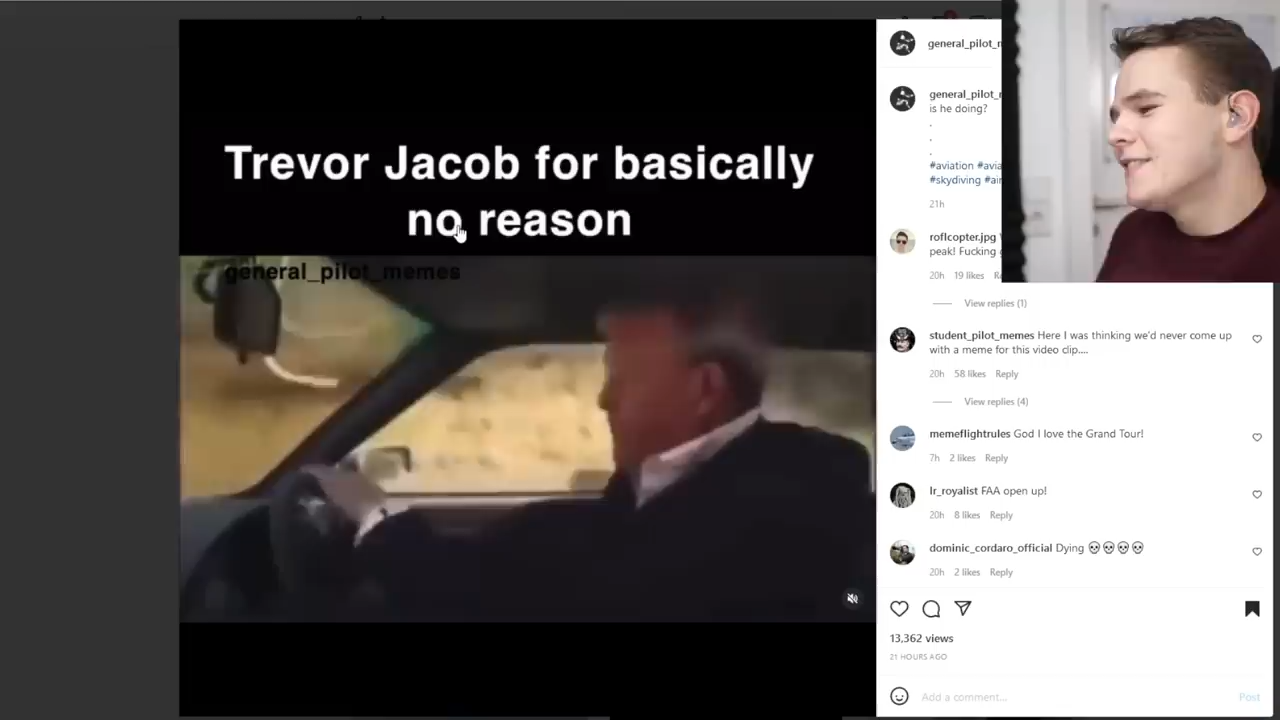 Trevor Jacob for basically
no reason
general_pilot_memes
general_pilot_
general_pilot_
is he doing?
.
.
.
#aviation
#skydiving
21h
roflcopter.jpg
peak! Fucking
20h 19 likes
View replies (1)
student_pilot_memes Here I was thinking we'd never come up
with a meme for this video clip....
20h 58 likes Reply
View replies (4)
memeflightrules God I love the Grand Tour!
7h 2 likes Reply
lr_royalist FAA open up!
20h 8 likes Reply
dominic_cordaro_official Dying 💀💀💀💀
20h 2 likes Reply
13,362 views
21 HOURS AGO
Add a comment...
Post